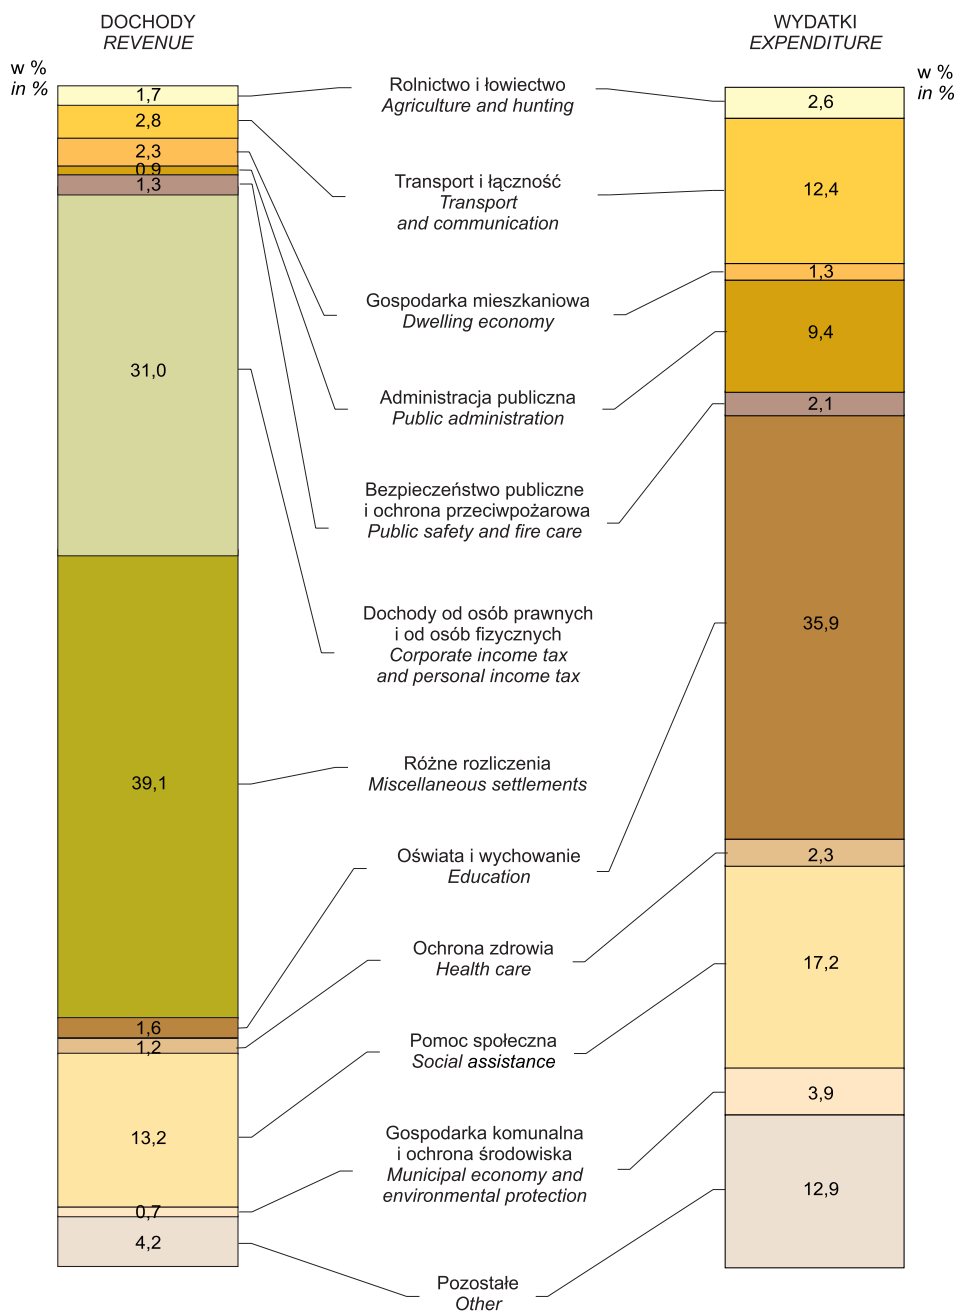 DOCHODY
REVENUE
WYDATKI
EXPENDITURE
w %
in %
w %
in %
1,7
2,8
2,3
0,9
1,3
31,0
39,1
1,6
1,2
13,2
0,7
4,2
Rolnictwo i łowiectwo
Agriculture and hunting
Transport i łączność
Transport
and communication
Gospodarka mieszkaniowa
Dwelling economy
Administracja publiczna
Public administration
Bezpieczeństwo publiczne
i ochrona przeciwpożarowa
Public safety and fire care
Dochody od osób prawnych
i od osób fizycznych
Corporate income tax
and personal income tax
Różne rozliczenia
Miscellaneous settlements
Oświata i wychowanie
Education
Ochrona zdrowia
Health care
Pomoc społeczna
Social assistance
Gospodarka komunalna
i ochrona środowiska
Municipal economy and
environmental protection
Pozostałe
Other
2,6
12,4
1,3
9,4
2,1
35,9
2,3
17,2
3,9
12,9